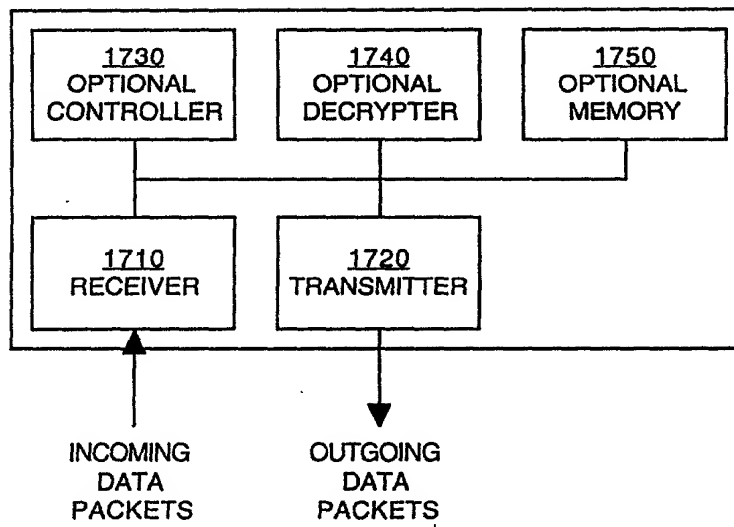 1730
OPTIONAL
CONTROLLER
1740
OPTIONAL
DECRYPTER
1750
OPTIONAL
MEMORY
1710
RECEIVER
1720
TRANSMITTER
INCOMING
DATA
PACKETS
OUTGOING
DATA
PACKETS